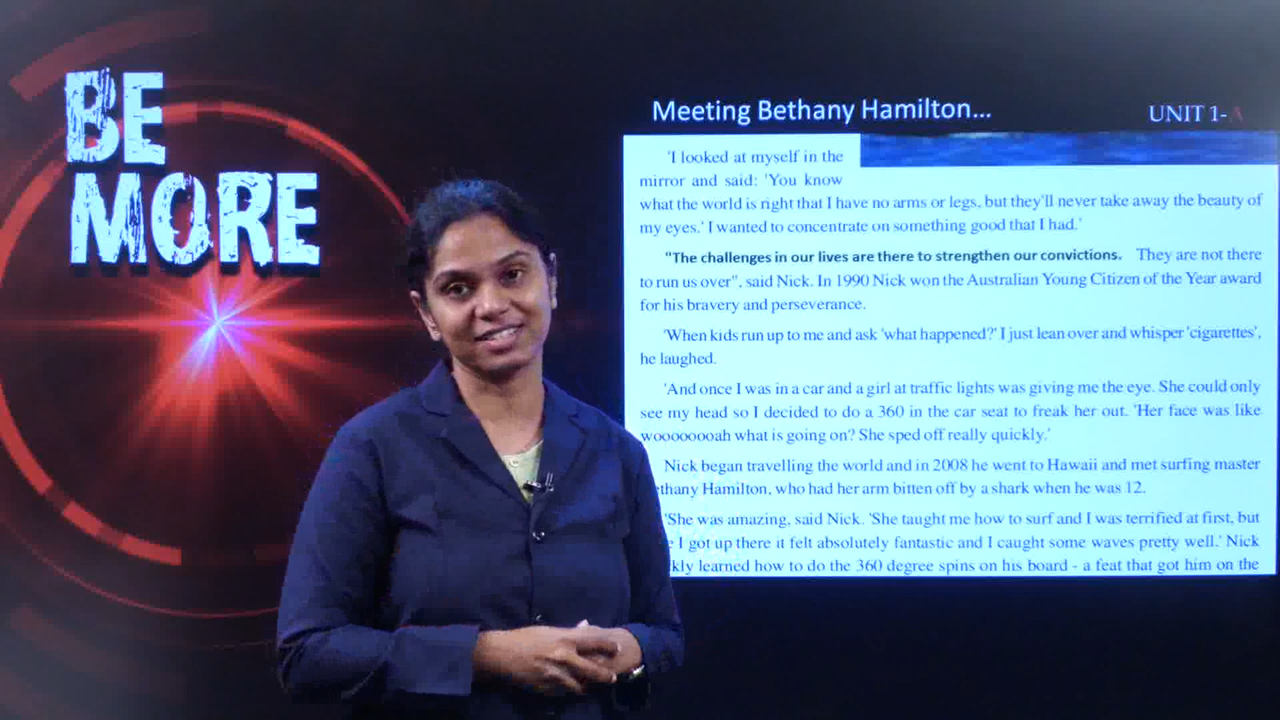 BE
MORE
Meeting Bethany Hamilton...
UNIT 1-A
'I looked at myself in the
mirror and said: 'You know
what the world is right that I have no arms or legs, but they'll never take away the beauty of
my eyes.' I wanted to concentrate on something good that I had.'
"The challenges in our lives are there to strengthen our convictions. They are not there
to run us over", said Nick. In 1990 Nick won the Australian Young Citizen of the Year award
for his bravery and perseverance.
'When kids run up to me and ask 'what happened?' I just lean over and whisper 'cigarettes',
he laughed.
'And once I was in a car and a girl at traffic lights was giving me the eye. She could only
see my head so I decided to do a 360 in the car seat to freak her out. 'Her face was like
woooooooah what is going on? She sped off really quickly.'
Nick began travelling the world and in 2008 he went to Hawaii and met surfing master
ethany Hamilton, who had her arm bitten off by a shark when he was 12.
'She was amazing, said Nick. 'She taught me how to surf and I was terrified at first, but
I got up there it felt absolutely fantastic and I caught some waves pretty well.' Nick
kly learned how to do the 360 degree spins on his board - a feat that got him on the